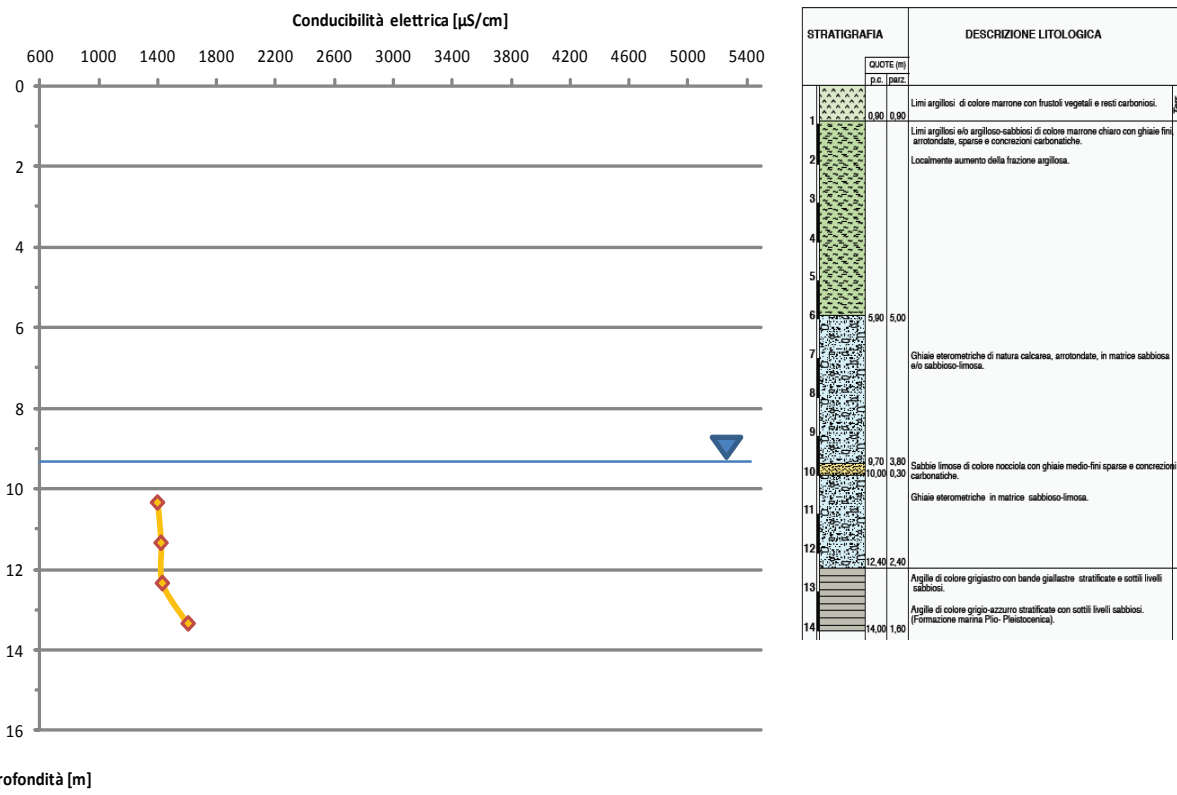 Conducibilità elettrica [µS/cm]
600 1000 1400 1800 2200 2600 3000 3400 3800 4200 4600 5000 5400
0
2
4
6
8
10
12
14
16
rofondità [m]
STRATIGRAFIA
DESCRIZIONE LITOLOGICA
QUOTE (m)
p.c. parz.
0,90 0,90
Limi argillosi di colore marrone con frustoli vegetali e resti carboniosi.
1
Limi argillosi e/o argilloso-sabbiosi di colore marrone chiaro con ghiaie fini,
arrotondate, sparse e concrezioni carbonatiche.
2
Localmente aumento della frazione argillosa.
3
4
5
6
5,90 5,00
7
Ghiaie eterometriche di natura calcarea, arrotondate, in matrice sabbiosa
e/o sabbioso-limosa.
8
9
9,70 3,80
10
10,00 0,30
Sabbie limose di colore nocciola con ghiaie medio-fini sparse e concrezioni
carbonatiche.
Ghiaie eterometriche in matrice sabbioso-limosa.
11
12
12,40 2,40
13
Argille di colore grigiastro con bande giallastre stratificate e sottili livelli
sabbiosi.
Argille di colore grigio-azzurro stratificate con sottili livelli sabbiosi.
(Formazione marina Plio- Pleistocenica).
14
14,00 1,60